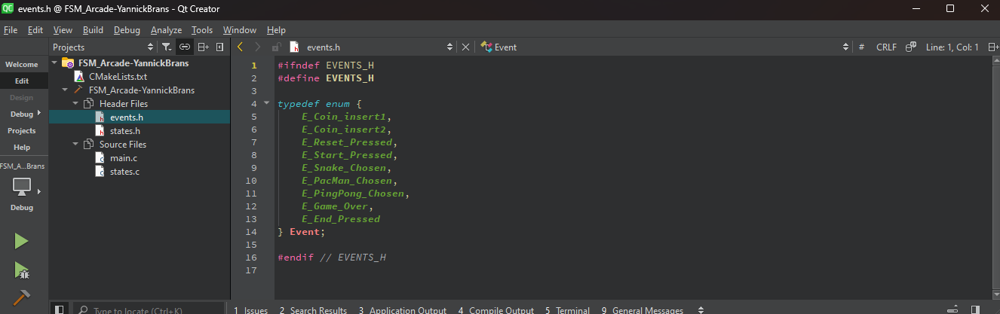 QC events.h @ FSM_Arcade-YannickBrans - Qt Creator
File Edit View Build Debug Analyze Tools Window Help
Projects events.h Event # CRLF Line: 1, Col: 1
Welcome
Edit
Design
Debug
Projects
Help
FSM_A...Brans
Debug
FSM_Arcade-YannickBrans
CMakeLists.txt
FSM_Arcade-YannickBrans
Header Files
events.h
states.h
Source Files
main.c
states.c
1 #ifndef EVENTS_H
2 #define EVENTS_H
3
4 typedef enum {
5 E_Coin_insert1,
6 E_Coin_insert2,
7 E_Reset_Pressed,
8 E_Start_Pressed,
9 E_Snake_Chosen,
10 E_PacMan_Chosen,
11 E_PingPong_Chosen,
12 E_Game_Over,
13 E_End_Pressed
14 } Event;
15
16 #endif // EVENTS_H
17
Type to locate (Ctrl+K) 1 Issues 2 Search Results 3 Application Output 4 Compile Output 5 Terminal 9 General Messages